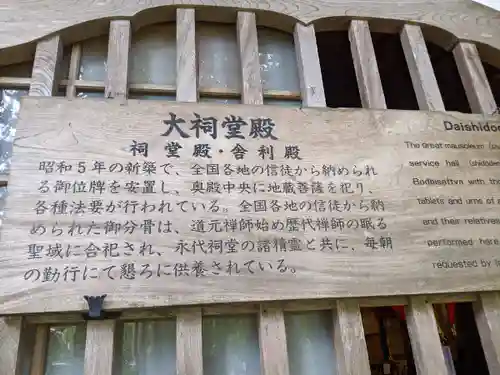 大祠堂殿
祠堂殿・舎利殿
昭和5年の新築で、全国各地の信徒から納められ
る御位牌を安置し、奥殿中央に地蔵菩薩を祀り、
各種法要が行われている。全国各地の信徒から納
められた御分骨は、道元禅師始め歴代禅師の眠る
聖域に合祀され、永代祠堂の諸精霊と共に、毎朝
の勤行にて懇ろに供養されている。
Daishido
The Great mausoleum
service hall
Bodhisattva with the
tablets and urns of
and their relatives
performed here
requested by